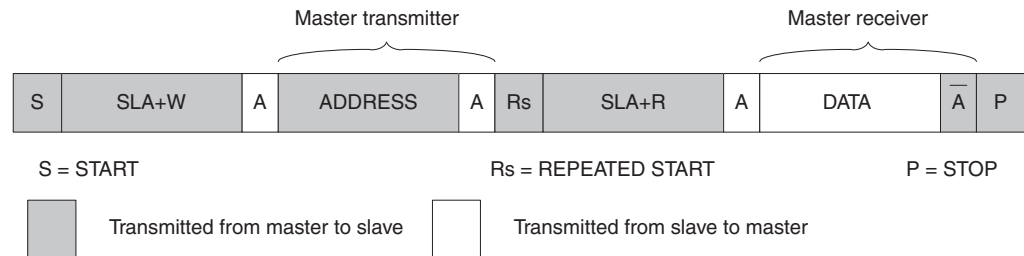 Master transmitter Master receiver
S SLA+W A ADDRESS A Rs SLA+R A DATA A̅ P
S = START Rs = REPEATED START P = STOP
Transmitted from master to slave Transmitted from slave to master